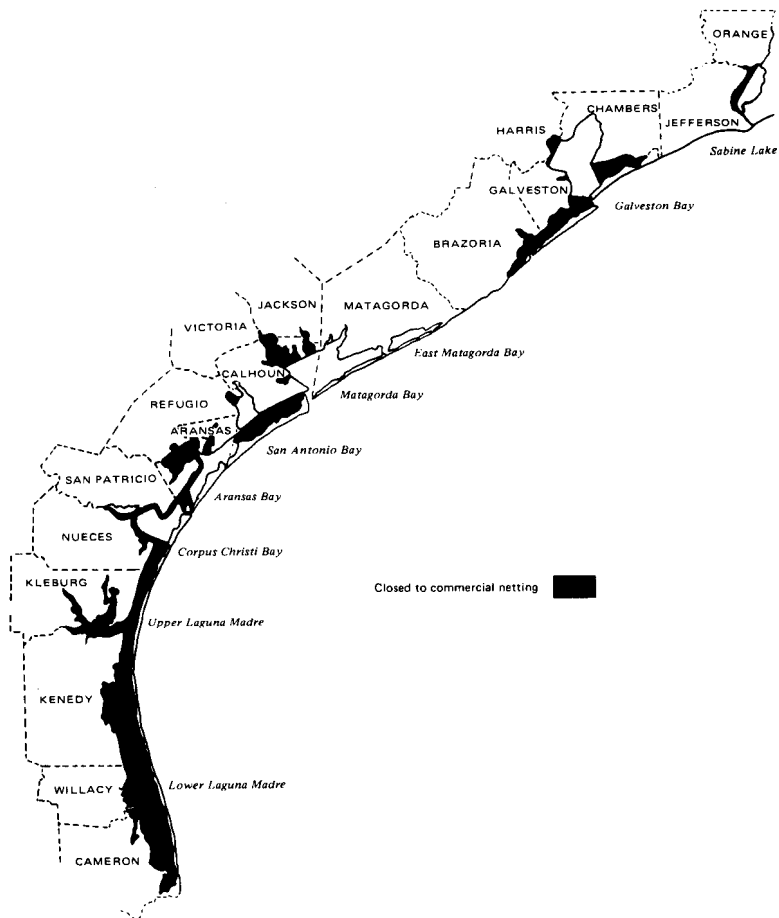 ORANGE
CHAMBERS
JEFFERSON
HARRIS
Sabine Lake
GALVESTON
Galveston Bay
BRAZORIA
JACKSON
MATAGORDA
VICTORIA
East Matagorda Bay
CALHOUN
Matagorda Bay
REFUGIO
ARANSAS
San Antonio Bay
SAN PATRICIO
Aransas Bay
NUECES
Corpus Christi Bay
KLEBURG
Closed to commercial netting
Upper Laguna Madre
KENEDY
Lower Laguna Madre
WILLACY
CAMERON